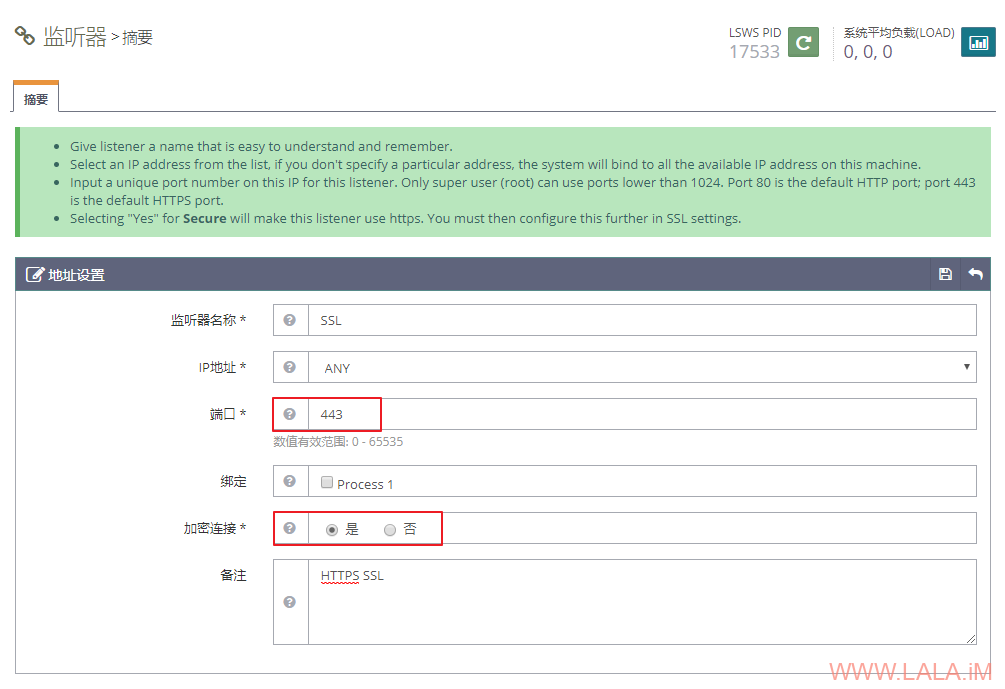 监听器 > 摘要
LSWS PID
17533
系统平均负载(LOAD)
0, 0, 0
摘要
Give listener a name that is easy to understand and remember.
Select an IP address from the list, if you don't specify a particular address, the system will bind to all the available IP address on this machine.
Input a unique port number on this IP for this listener. Only super user (root) can use ports lower than 1024. Port 80 is the default HTTP port; port 443
is the default HTTPS port.
Selecting "Yes" for Secure will make this listener use https. You must then configure this further in SSL settings.
地址设置
监听器名称 * SSL
IP地址 * ANY
端口 * 443
数值有效范围: 0 - 65535
绑定 Process 1
加密连接 * 是 否
备注 HTTPS SSL
WWW.LALA.iM